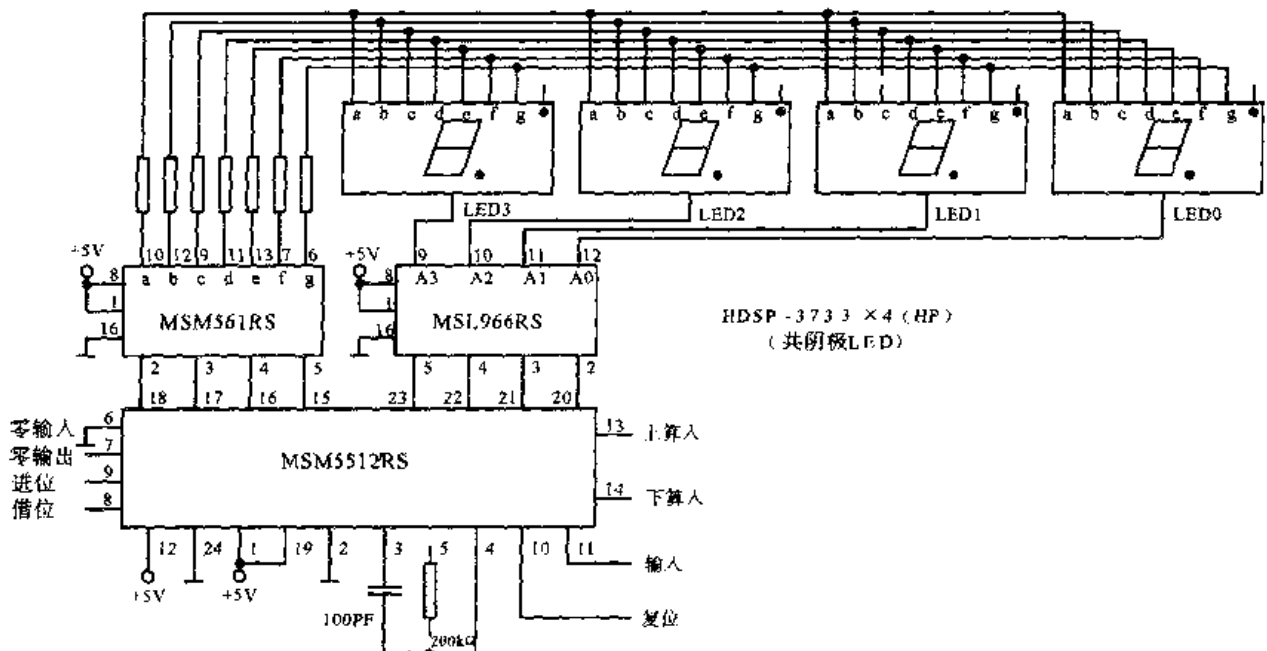 a b c d e f g
a b c d e f g
a b c d e f g
a b c d e f g
LED3
LED2
LED1
LED0
+5V
10 12 9 11 13 7 6
8
a b c d e f g
1
16
MSM561RS
+5V
9 10 11 12
8
A3 A2 A1 A0
1
16
MSL966RS
HDSP-3733×4(HP)
(共阴极LED)
2 3 4 5
5 4 3 2
18 17 16 15
23 22 21 20
零输入
6
零输出
7
进位
9
借位
8
MSM5512RS
13
上算入
14
下算入
12 24 1 19 2 3 5 4 10 11
输入
+5V
+5V
100PF
200kΩ
复位